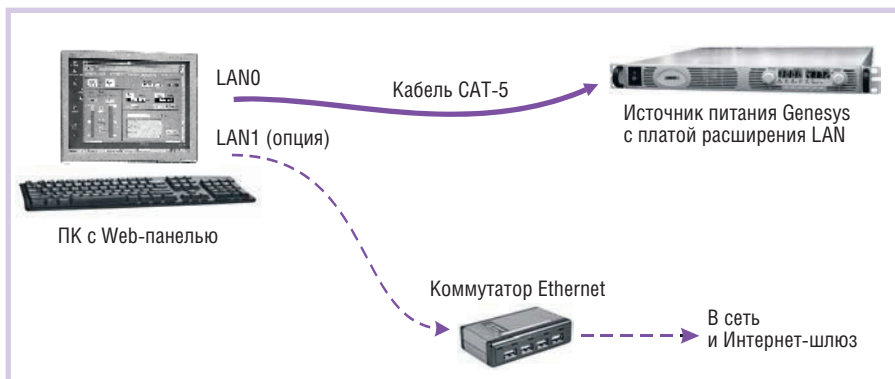 LAN0
Кабель CAT-5
Источник питания Genesys
с платой расширения LAN
LAN1 (опция)
ПК с Web-панелью
Коммутатор Ethernet
В сеть
и Интернет-шлюз